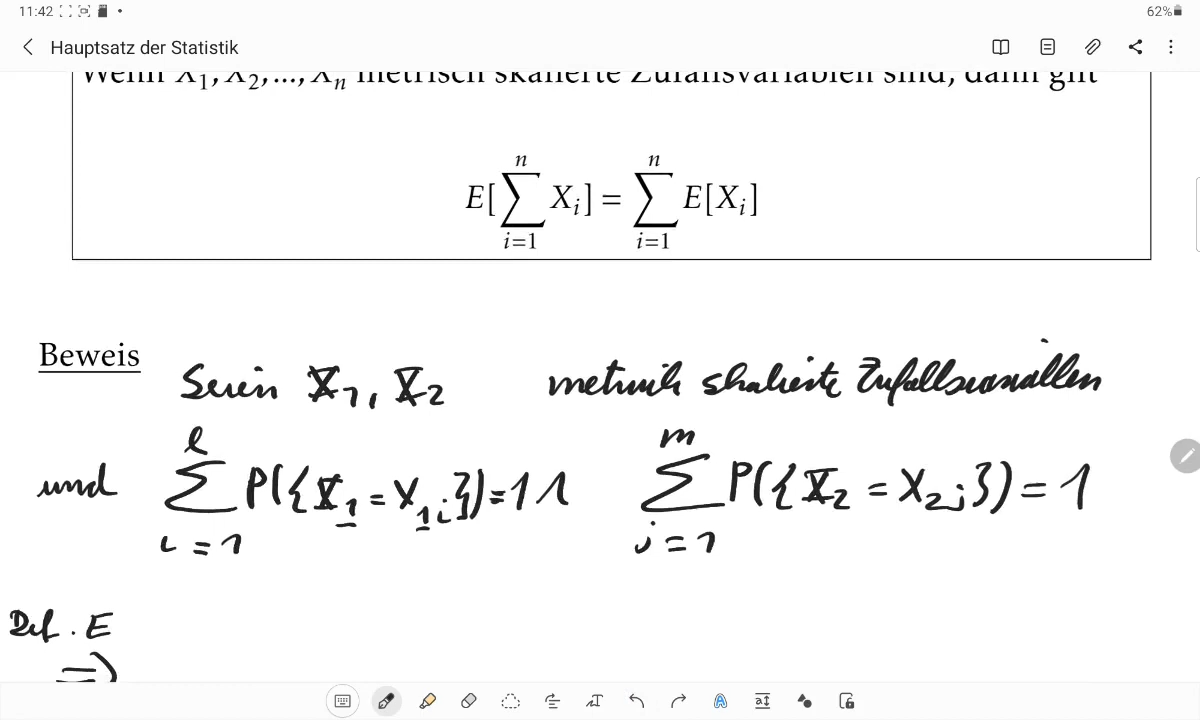 11:42 62%
Hauptsatz der Statistik
Wenn X₁, X₂, ..., Xₙ metrisch skalierte Zufallsvariablen sind, dann gilt
E[∑ᵢ₌₁ⁿ Xᵢ] = ∑ᵢ₌₁ⁿ E[Xᵢ]
Beweis Seien X₁, X₂ metrisch skalierte Zufallsvariablen
und ∑ᵢ₌₁ˡ P({X₁ = x₁ᵢ}) = 1 ∧ ∑ⱼ₌₁ᵐ P({X₂ = x₂ⱼ}) = 1
Def. E
⇒